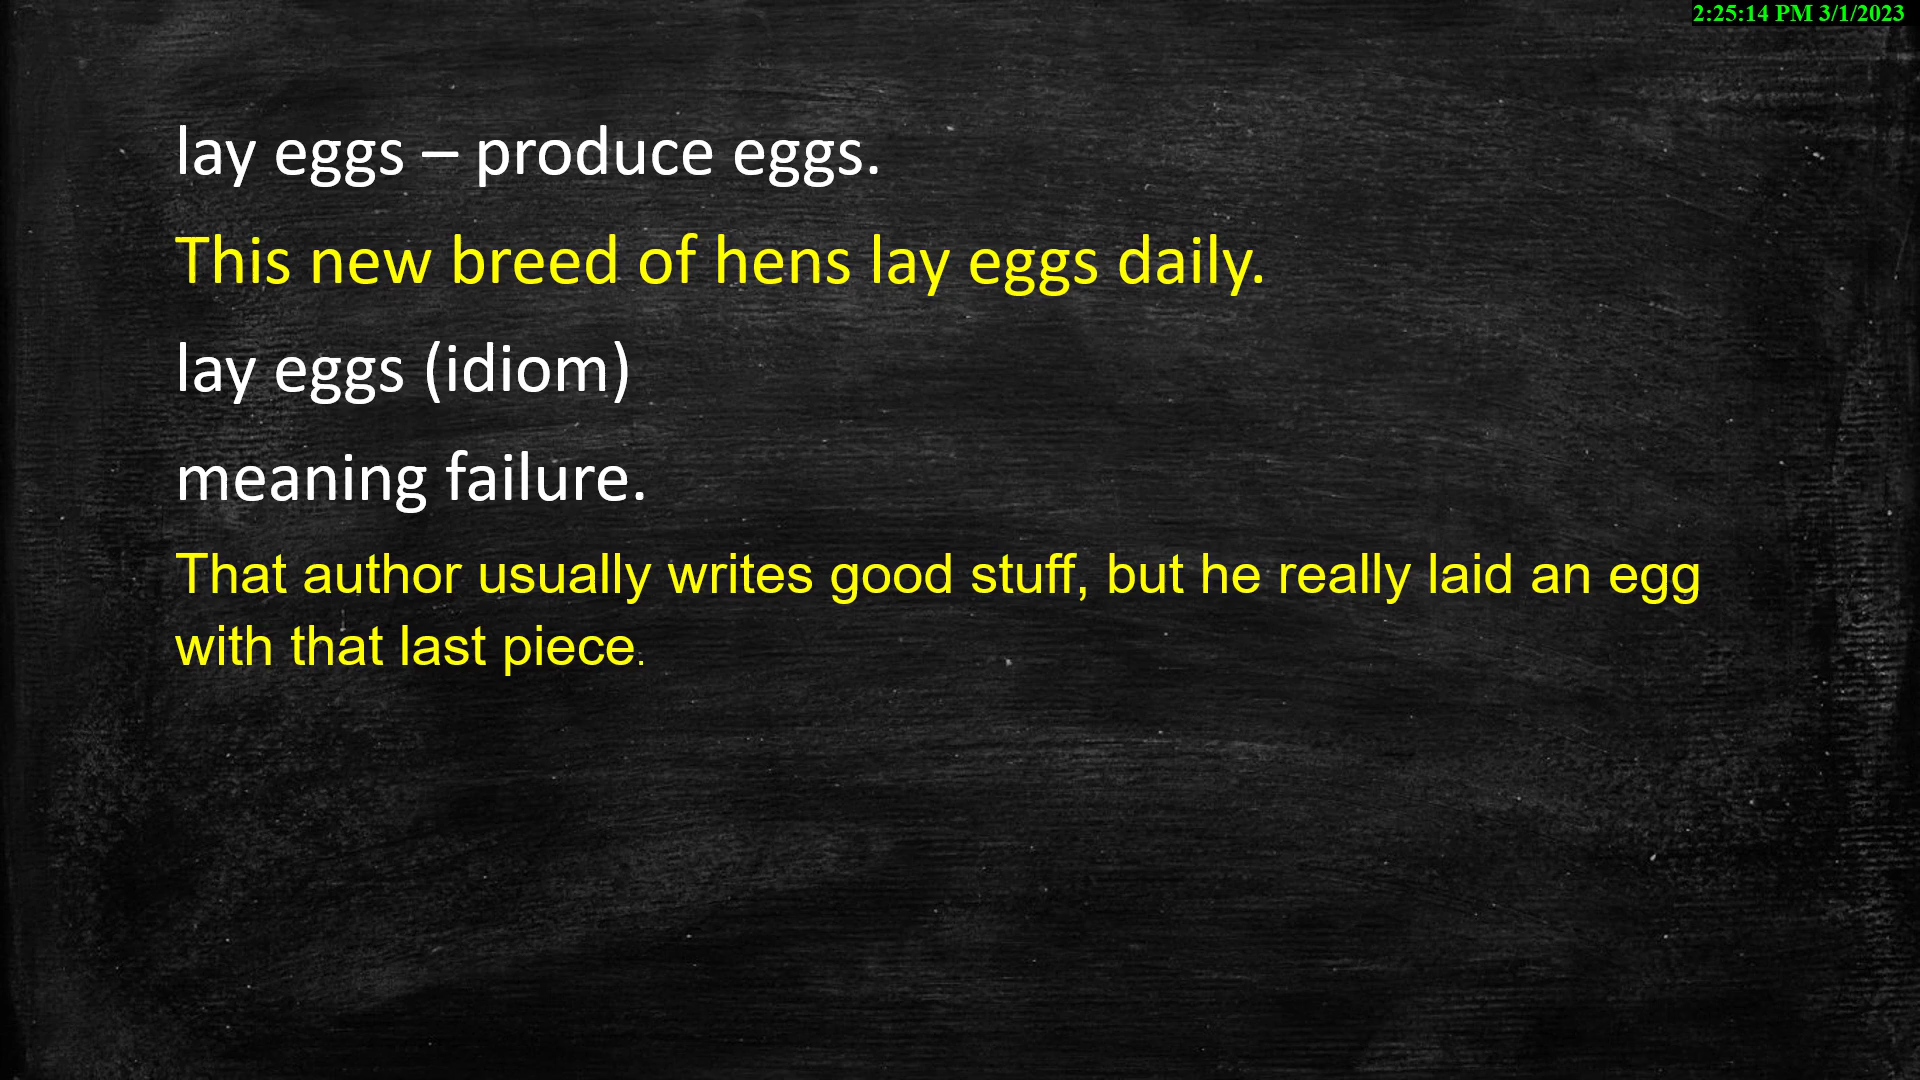 2:25:14 PM 3/1/2023
lay eggs – produce eggs.
This new breed of hens lay eggs daily.
lay eggs (idiom)
meaning failure.
That author usually writes good stuff, but he really laid an egg
with that last piece.